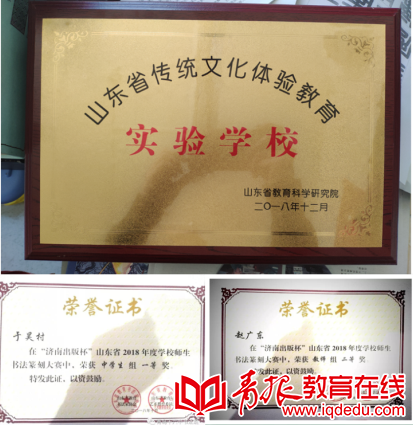 山东省传统文化体验教育
实验学校
山东省教育科学研究院
二〇一八年十二月
荣誉证书
于昊村
在“济南出版杯”山东省2018年度学校师生
书法篆刻大赛中,荣获 中学生 组 一等 奖
特发此证,以资鼓励。
荣誉证书
赵广东
在“济南出版杯”山东省2018年度学校师生
书法篆刻大赛中,荣获 教师 组 二等 奖
特发此证,以资鼓励。
青报教育在线
www.iqdedu.com